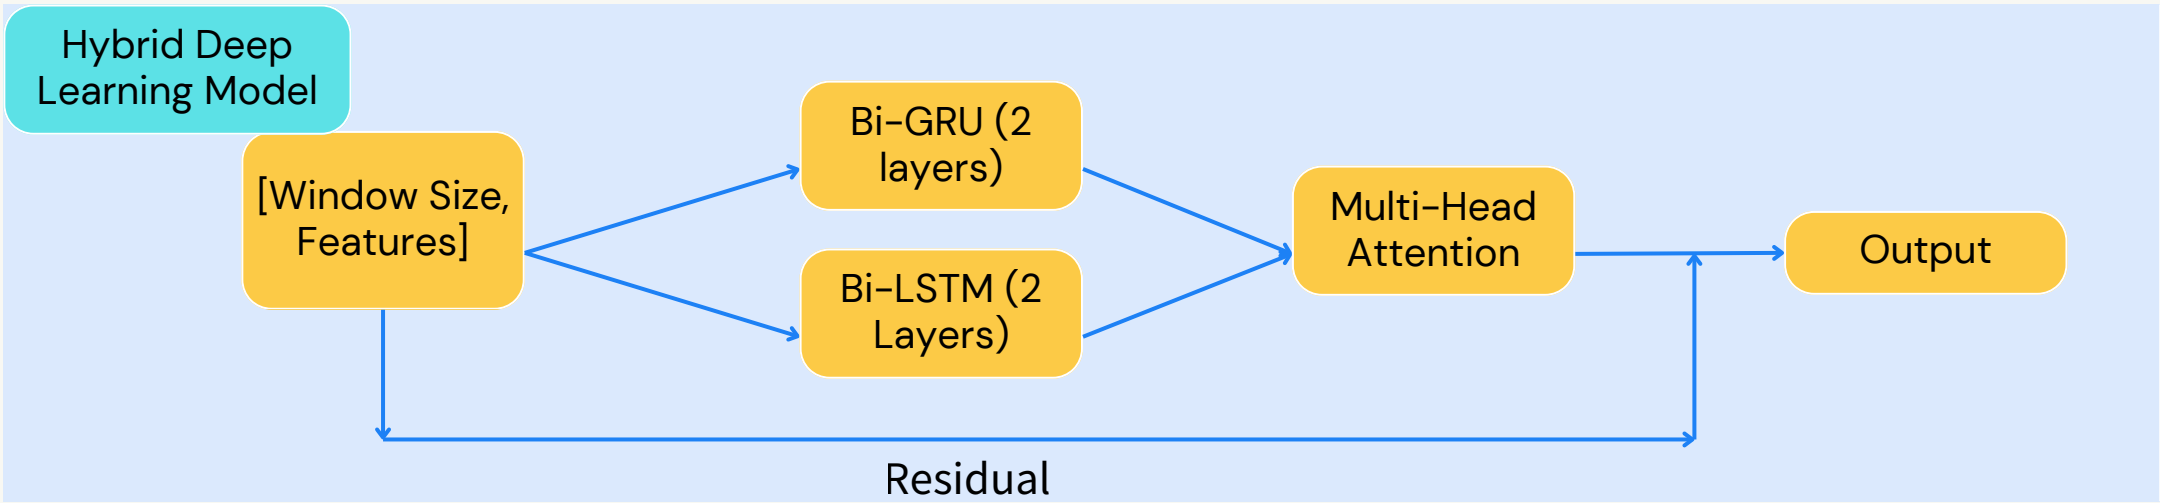 Hybrid Deep
Learning Model
[Window Size,
Features]
Bi-GRU (2
layers)
Bi-LSTM (2
Layers)
Multi-Head
Attention
Output
Residual